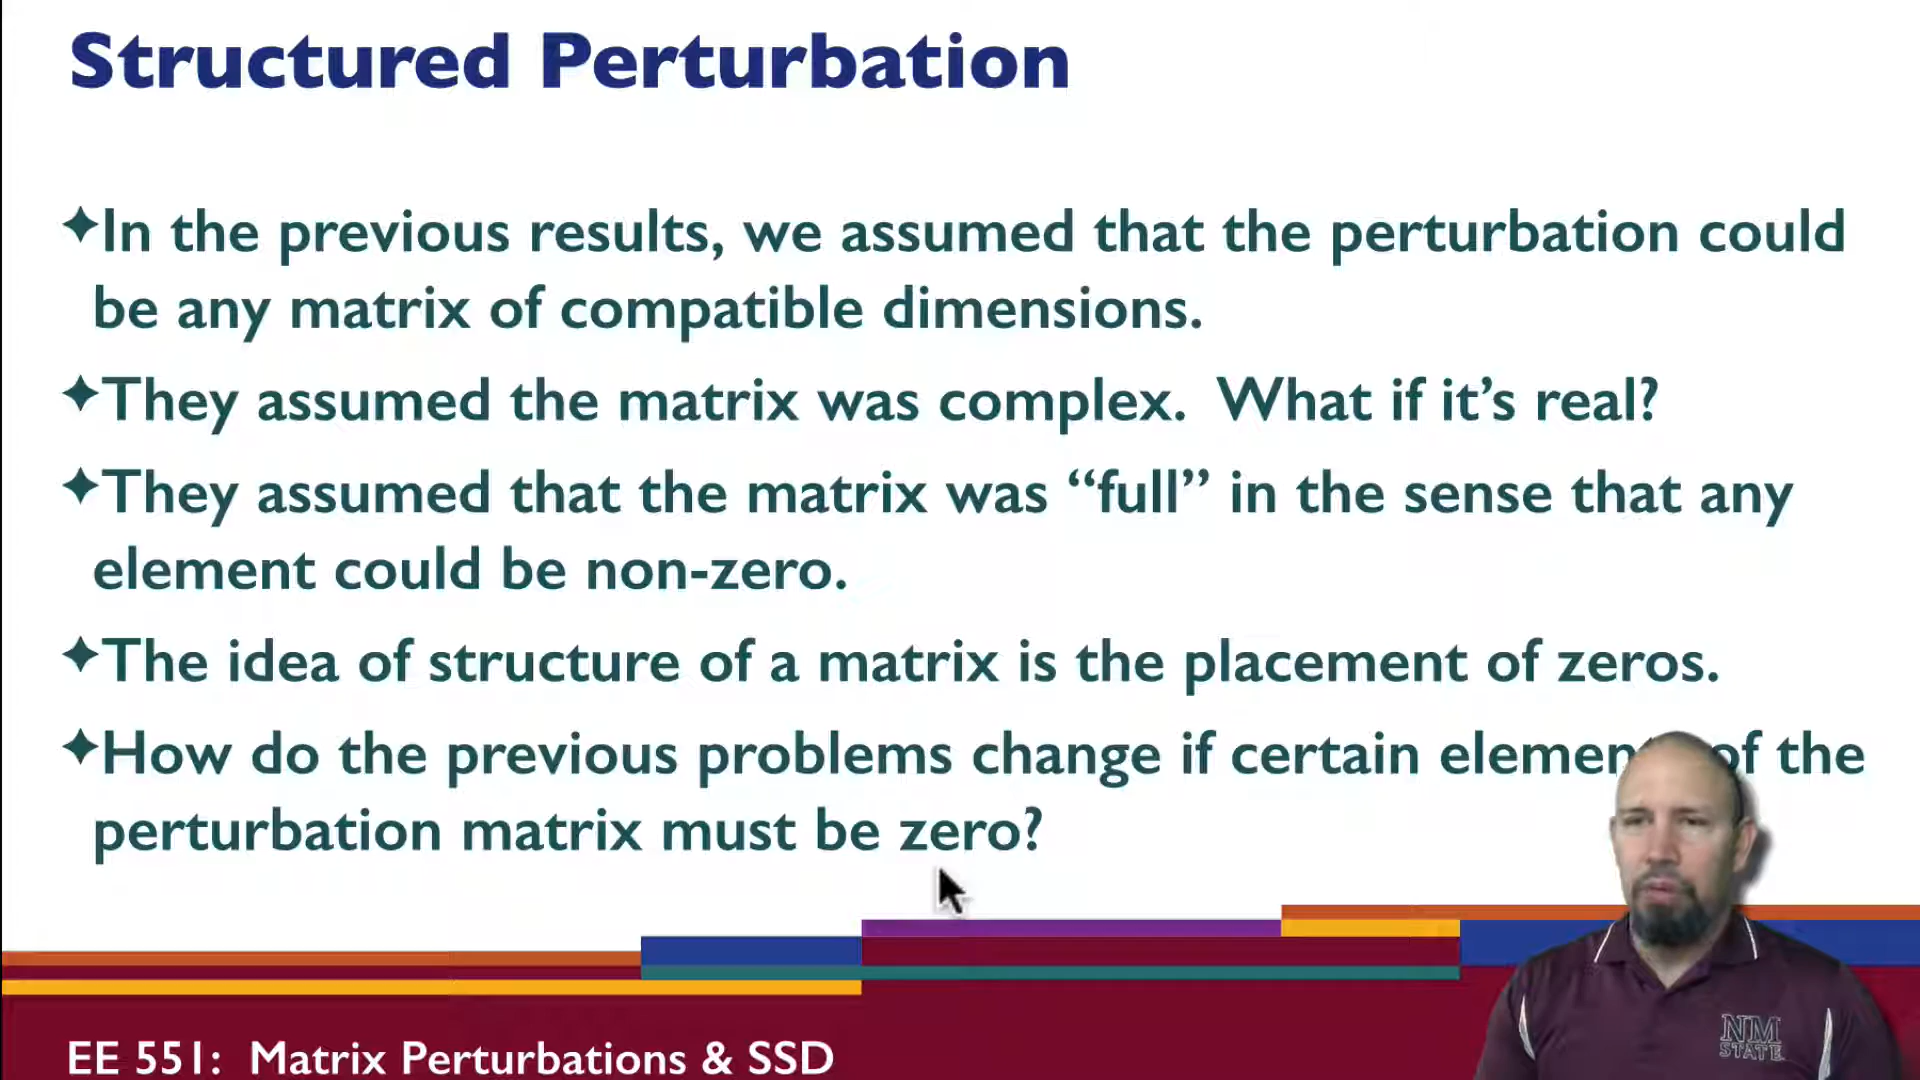 Structured Perturbation
✦In the previous results, we assumed that the perturbation could
be any matrix of compatible dimensions.
✦They assumed the matrix was complex.  What if it’s real?
✦They assumed that the matrix was “full” in the sense that any
element could be non-zero.
✦The idea of structure of a matrix is the placement of zeros.
✦How do the previous problems change if certain of the
perturbation matrix must be zero?
NM
STATE
EE 551:  Matrix Perturbations & SSD